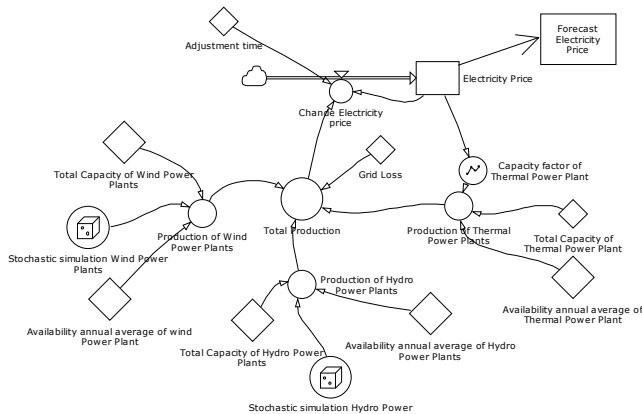 Forecast
Electricity
Price
Adjustment time
Electricity Price
Change Electricity
price
Total Capacity of Wind Power
Plants
Grid Loss
Capacity factor of
Thermal Power Plant
Stochastic simulation Wind Power
Plants
Production of Wind
Power Plants
Total Production
Production of Thermal
Power Plants
Total Capacity of
Thermal Power Plant
Production of Hydro
Power Plants
Availability annual average of wind
Power Plant
Availability annual average of
Thermal Power Plant
Total Capacity of Hydro Power
Plants
Availability annual average of Hydro
Power Plants
Stochastic simulation Hydro Power